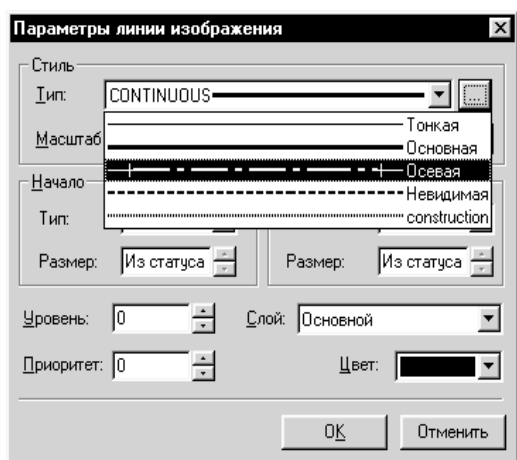 Параметры линии изображения
Стиль
Тип: CONTINUOUS ...
Масштаб
Тонкая
Основная
Осевая
Невидимая
construction
Начало
Тип:
Размер: Из статуса Размер: Из статуса
Уровень: 0 Слой: Основной
Приоритет: 0 Цвет:
OK Отменить